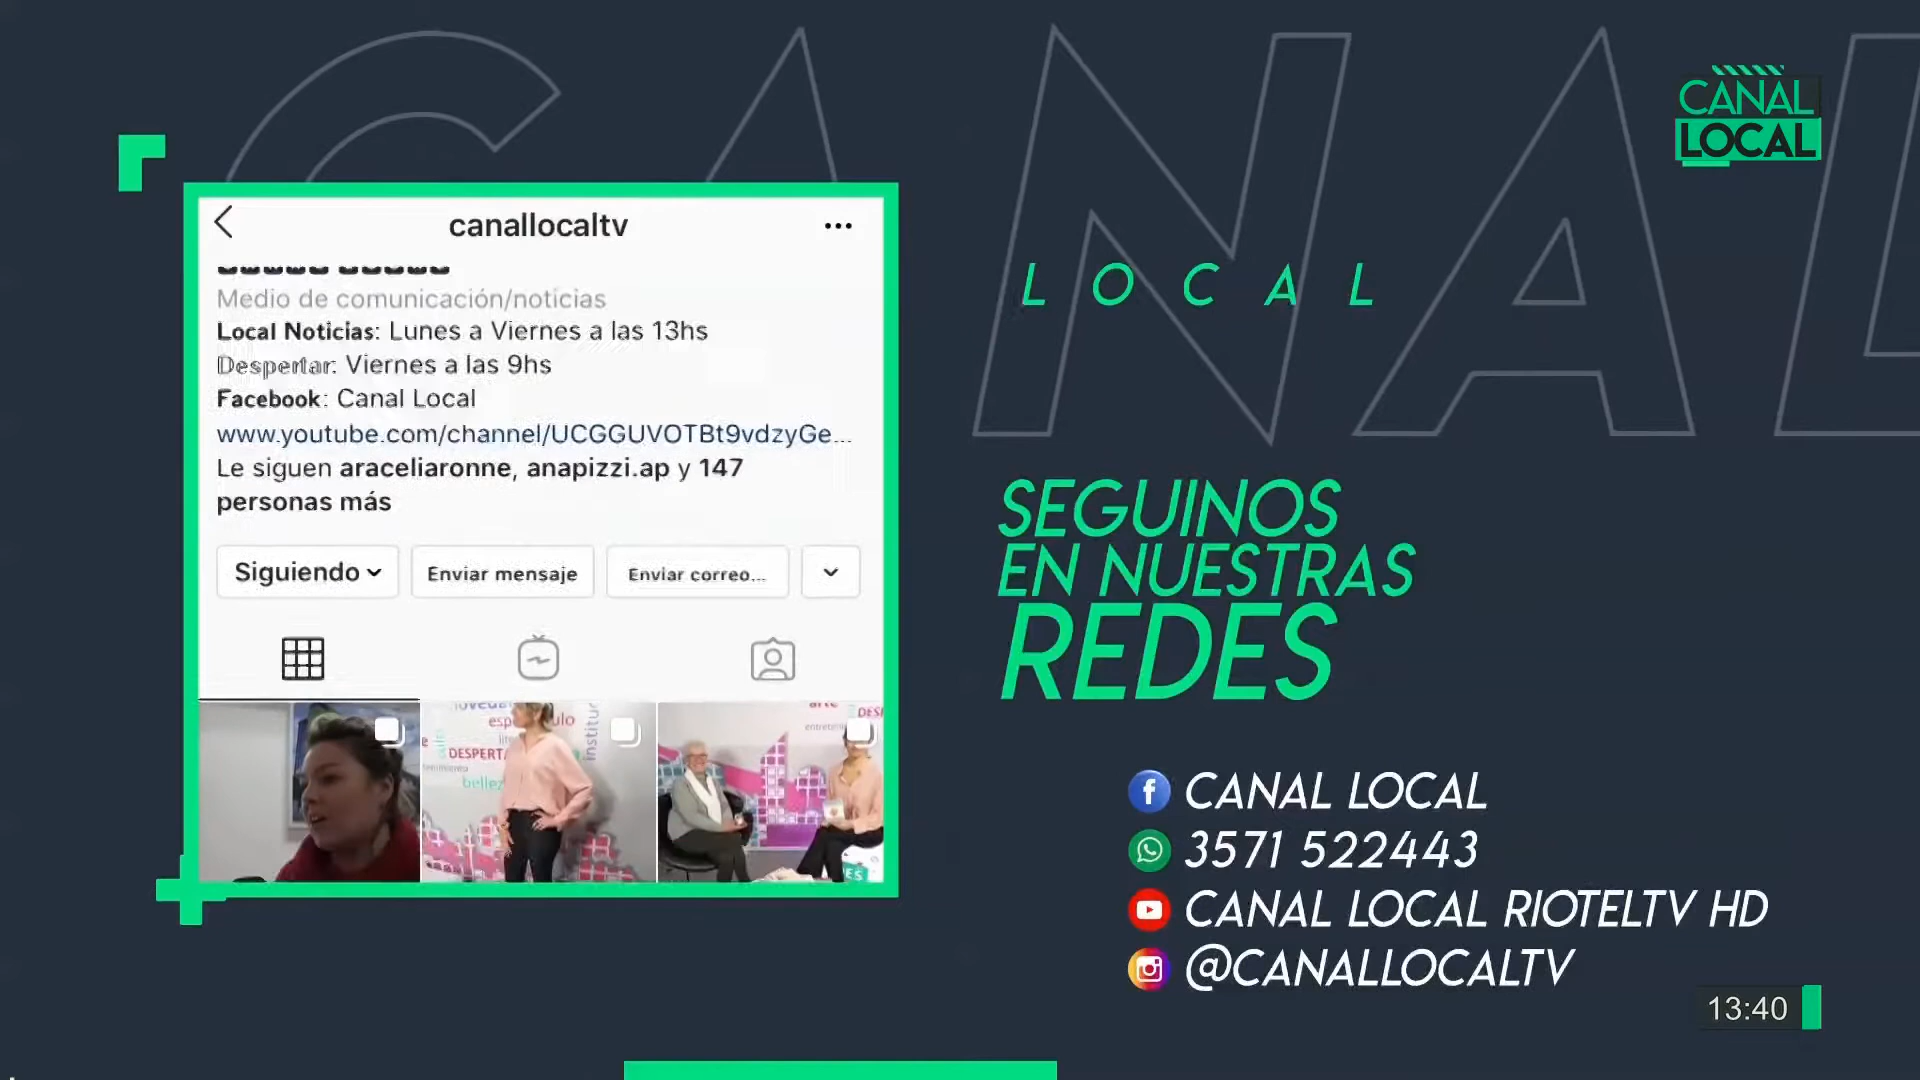 CANAL
CANAL
LOCAL
canallocaltv
Medio de comunicación/noticias
Local Noticias: Lunes a Viernes a las 13hs
Despertar: Viernes a las 9hs
Facebook: Canal Local
www.youtube.com/channel/UCGGUVOTBt9vdzyGe...
Le siguen araceliaronne, anapizzi.ap y 147
personas más
Siguiendo
Enviar mensaje
Enviar correo...
LOCAL
SEGUINOS
EN NUESTRAS
REDES
CANAL LOCAL
3571 522443
CANAL LOCAL RIOTELTV HD
@CANALLOCALTV
13:40